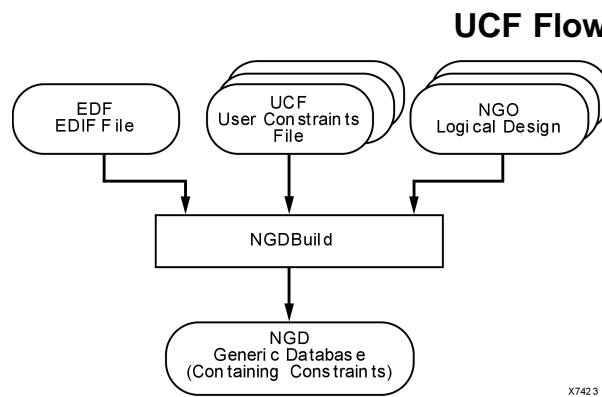 UCF Flow
EDF
EDIF File
UCF
User Constraints
File
NGO
Logical Design
NGDBuild
NGD
Generic Database
(Containing Constraints)
X7423